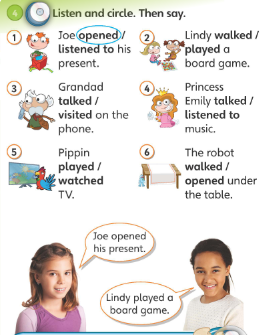 4 Listen and circle. Then say.
1 Joe opened /
listened to his
present.
2 Lindy walked /
played a
board game.
3 Grandad
talked /
visited on the
phone.
4 Princess
Emily talked /
listened to
music.
5 Pippin
played /
watched
TV.
6 The robot
walked /
opened under
the table.
Joe opened
his present.
Lindy played a
board game.